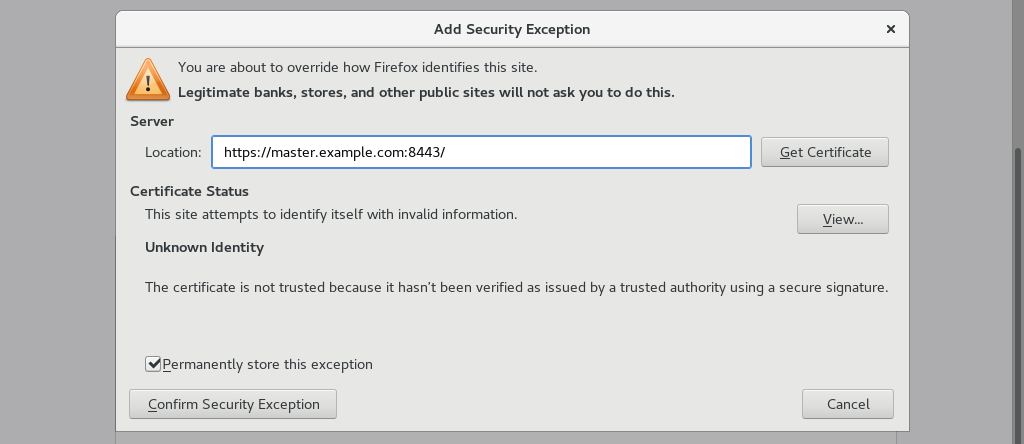 Add Security Exception
You are about to override how Firefox identifies this site.
Legitimate banks, stores, and other public sites will not ask you to do this.
Server
Location: https://master.example.com:8443/ Get Certificate
Certificate Status
This site attempts to identify itself with invalid information.
View...
Unknown Identity
The certificate is not trusted because it hasn't been verified as issued by a trusted authority using a secure signature.
Permanently store this exception
Confirm Security Exception Cancel